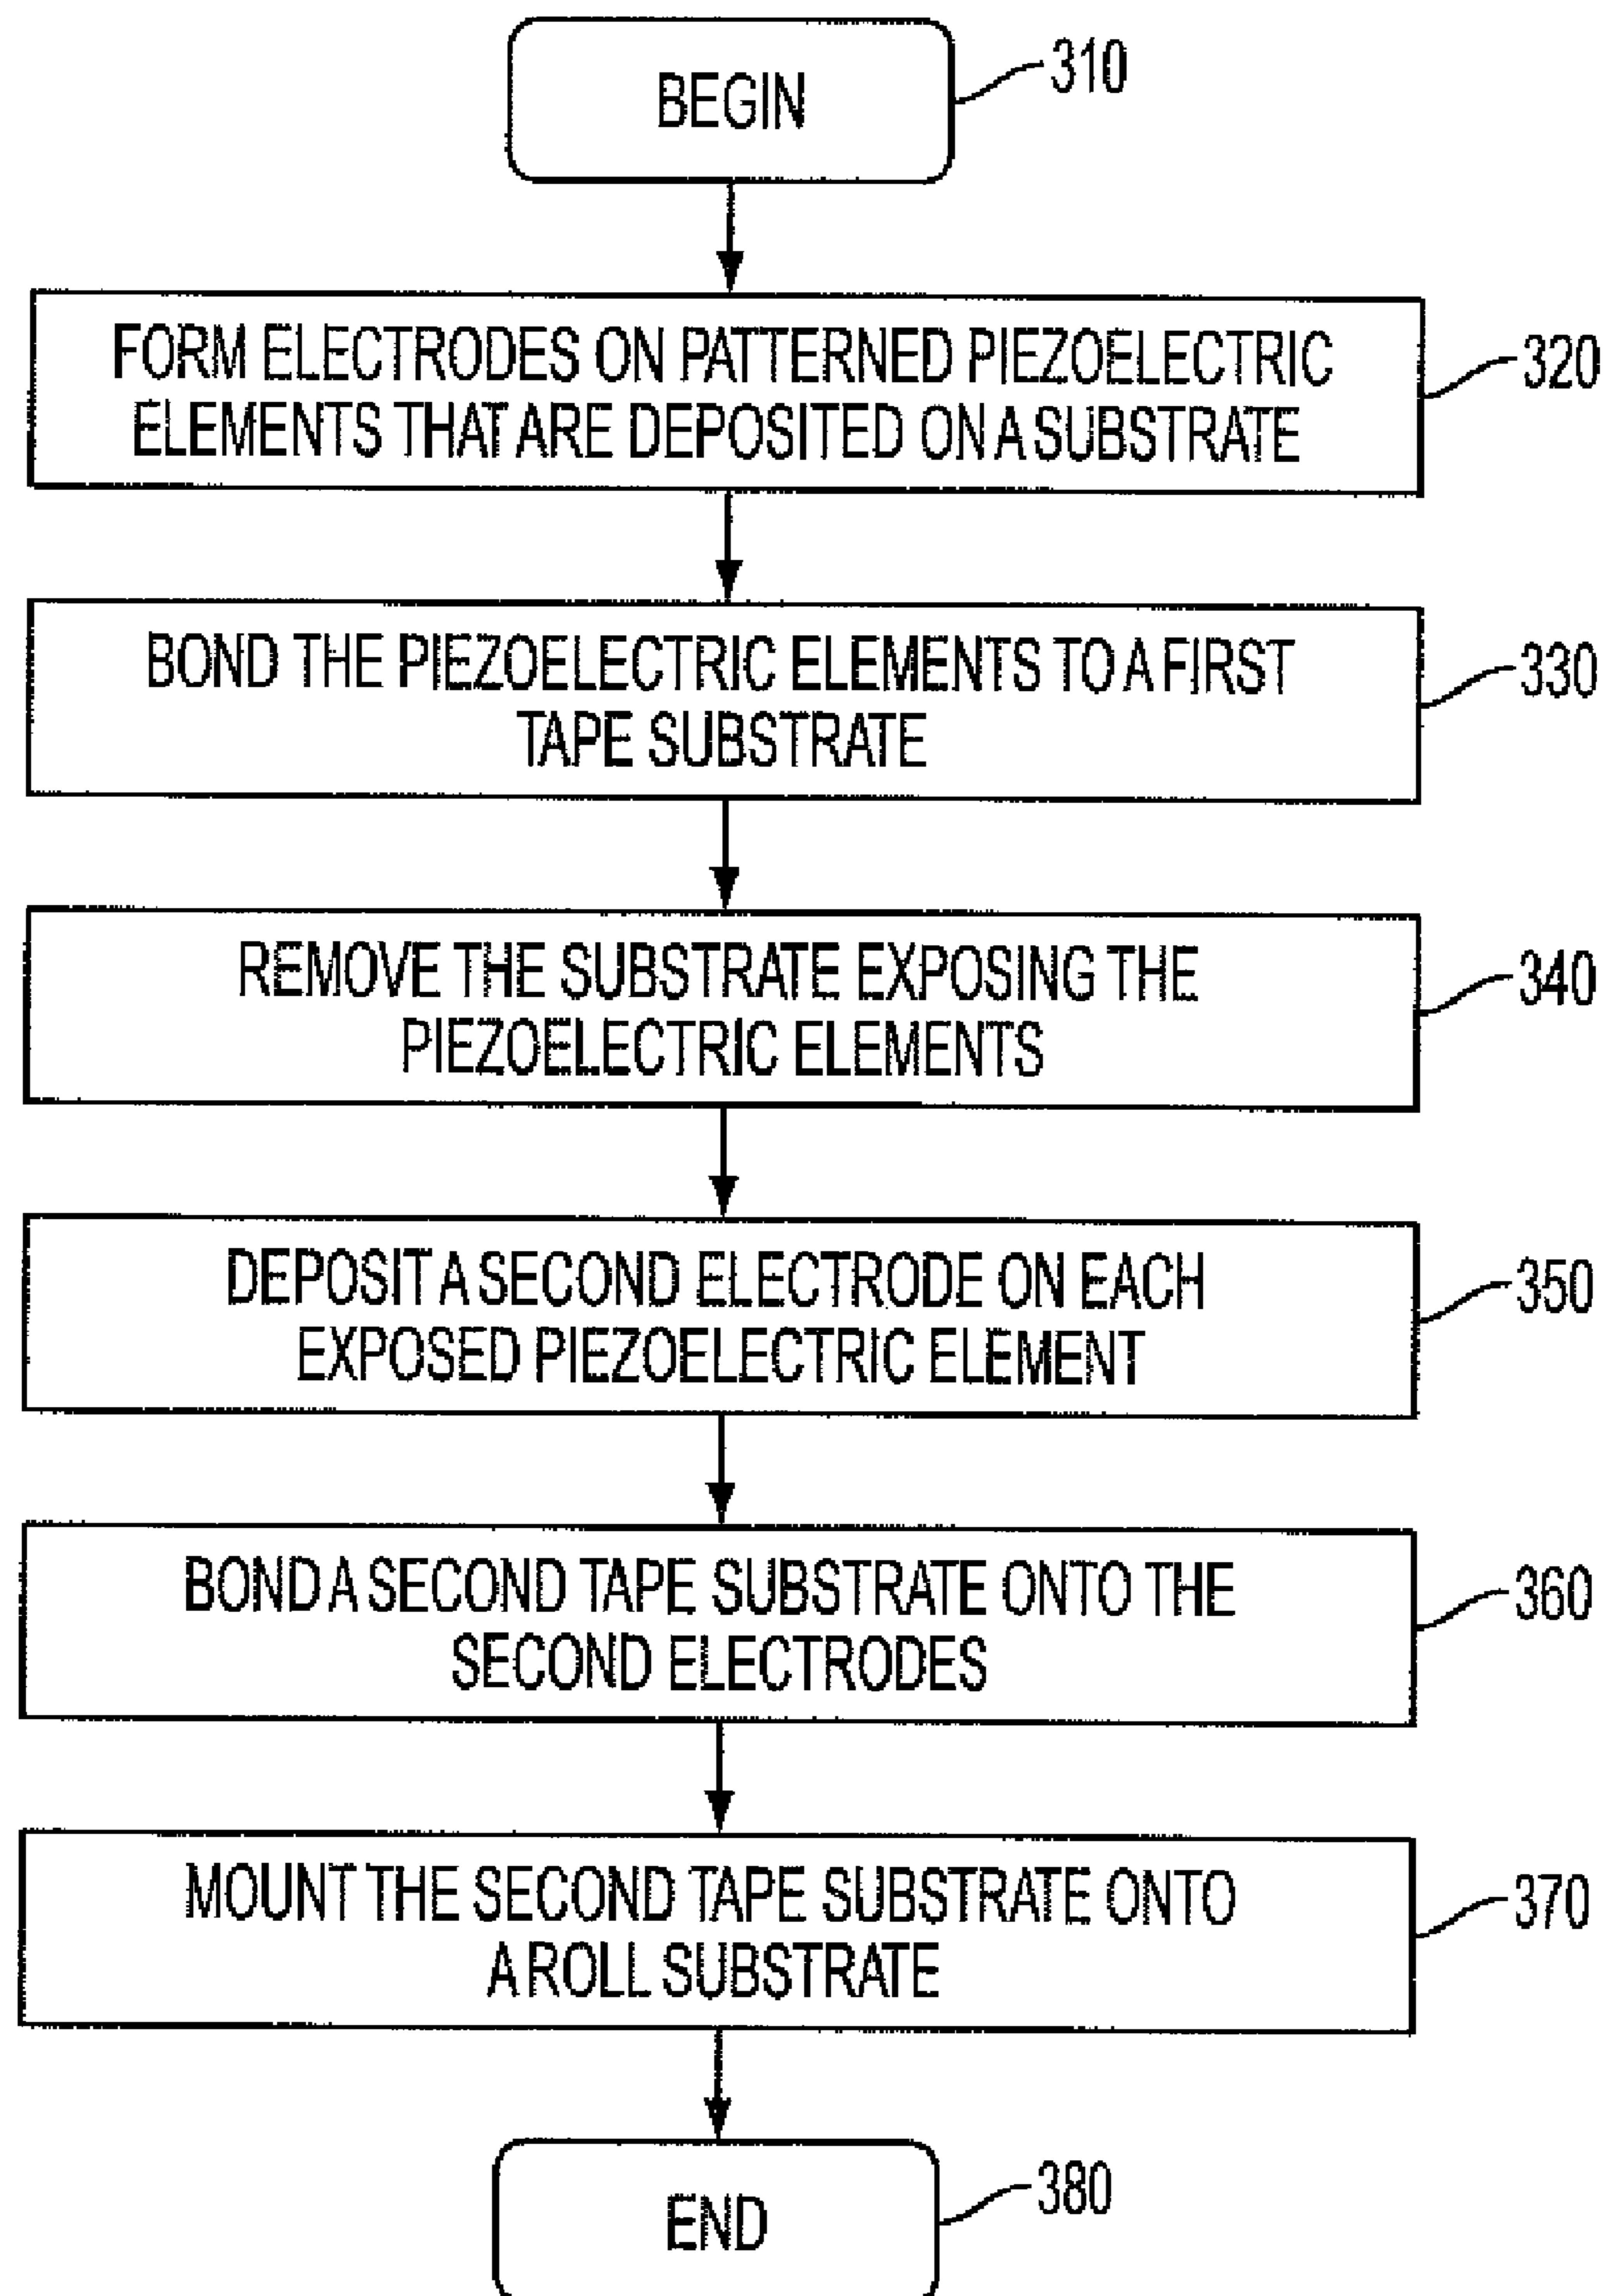 BEGIN
310
FORM ELECTRODES ON PATTERNED PIEZOELECTRIC
ELEMENTS THAT ARE DEPOSITED ON A SUBSTRATE
320
BOND THE PIEZOELECTRIC ELEMENTS TO A FIRST
TAPE SUBSTRATE
330
REMOVE THE SUBSTRATE EXPOSING THE
PIEZOELECTRIC ELEMENTS
340
DEPOSIT A SECOND ELECTRODE ON EACH
EXPOSED PIEZOELECTRIC ELEMENT
350
BOND A SECOND TAPE SUBSTRATE ONTO THE
SECOND ELECTRODES
360
MOUNT THE SECOND TAPE SUBSTRATE ONTO
A ROLL SUBSTRATE
370
END
380